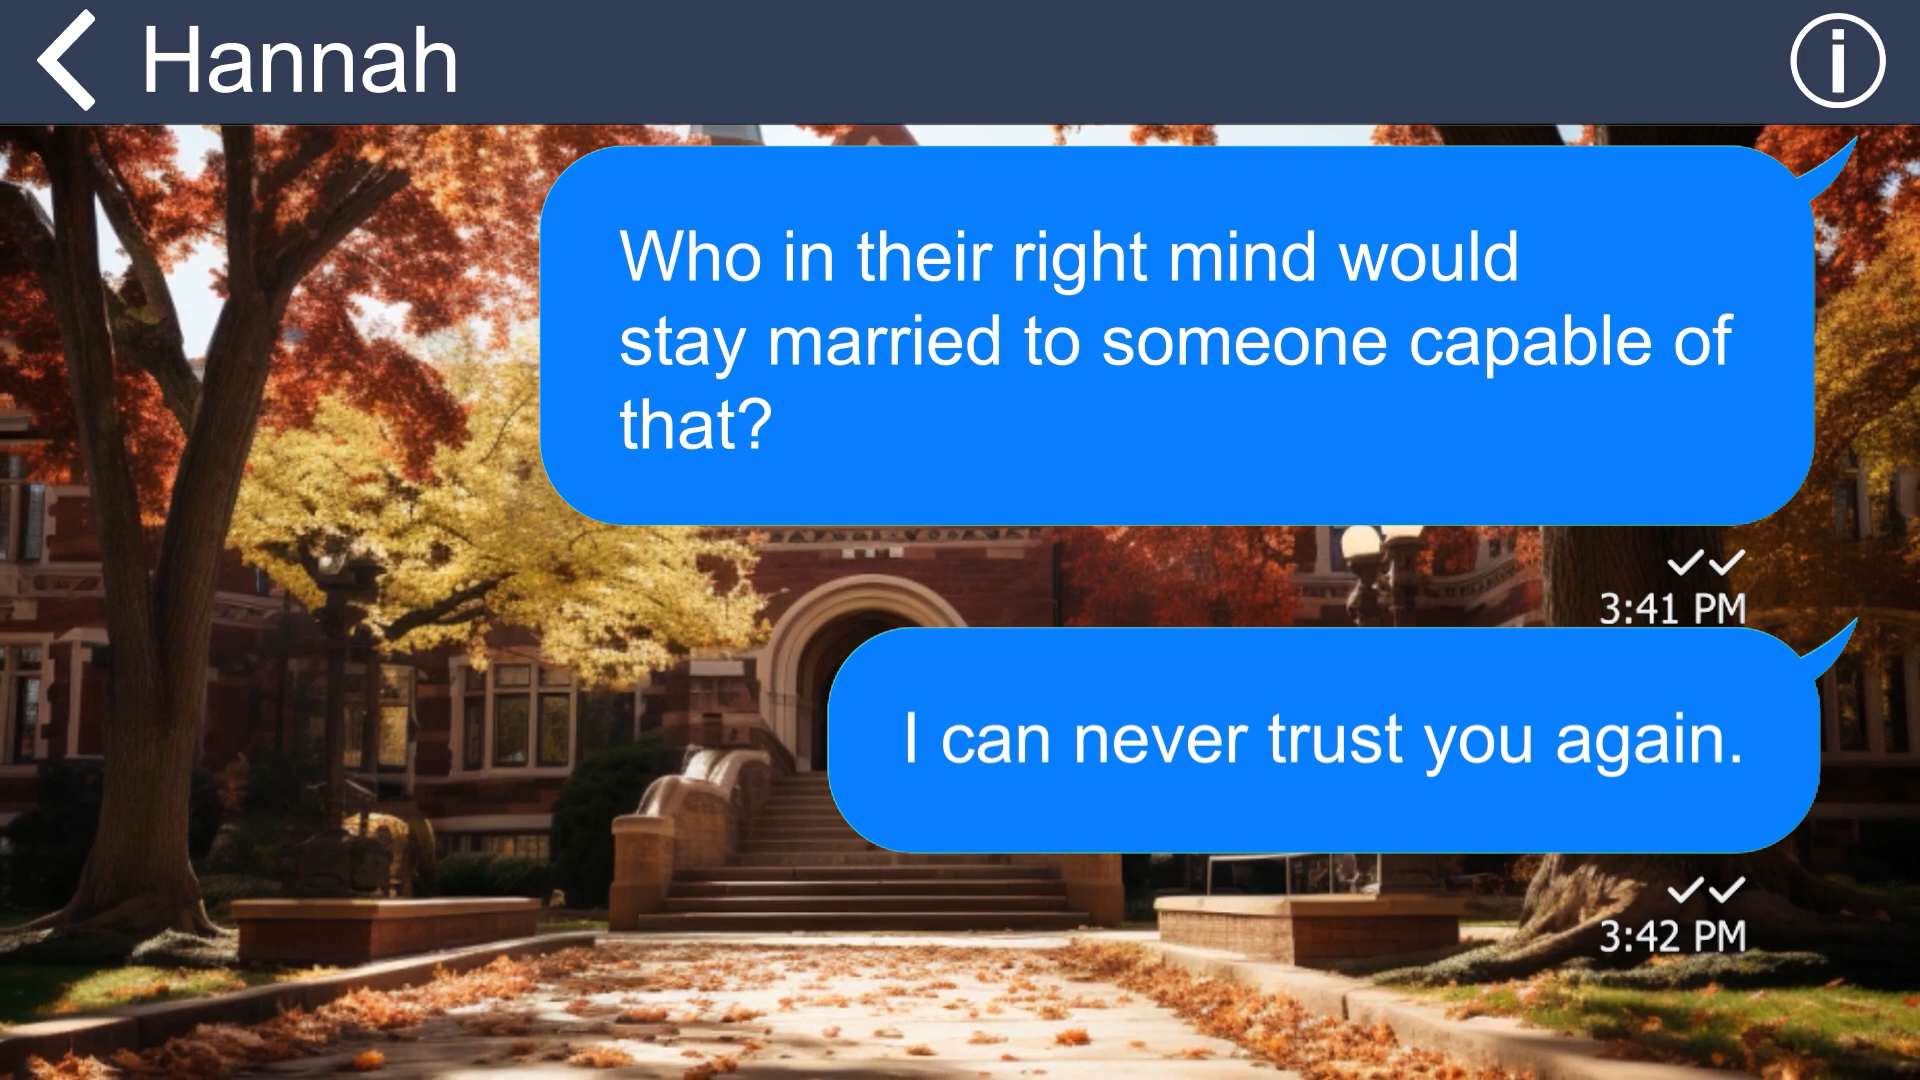 Hannah
Who in their right mind would
stay married to someone capable of
that?
3:41 PM
I can never trust you again.
3:42 PM